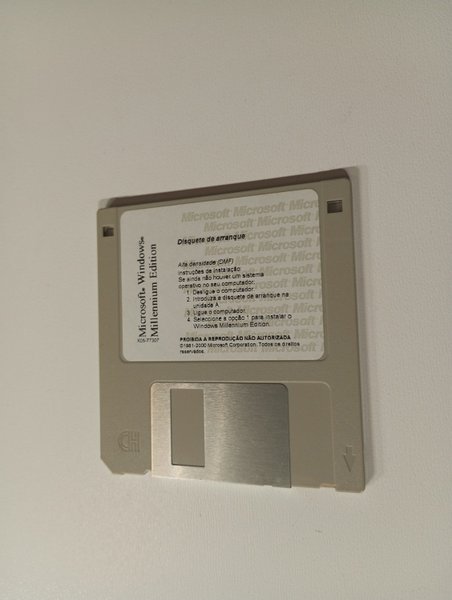 Microsoft® Windows®
Millennium Edition
X05-77307
Microsoft Microsoft Micro
Disquete de arranque
Alta densidade (DMF)
Instruções de instalação:
Se ainda não houver um sistema
operativo no seu computador:
1. Desligue o computador.
2. Introduza a disquete de arranque na
unidade A.
3. Ligue o computador.
4. Seleccione a opção 1 para instalar o
Windows Millennium Edition.
PROIBIDA A REPRODUÇÃO NÃO AUTORIZADA
©1981-2000 Microsoft Corporation. Todos os direitos
reservados.